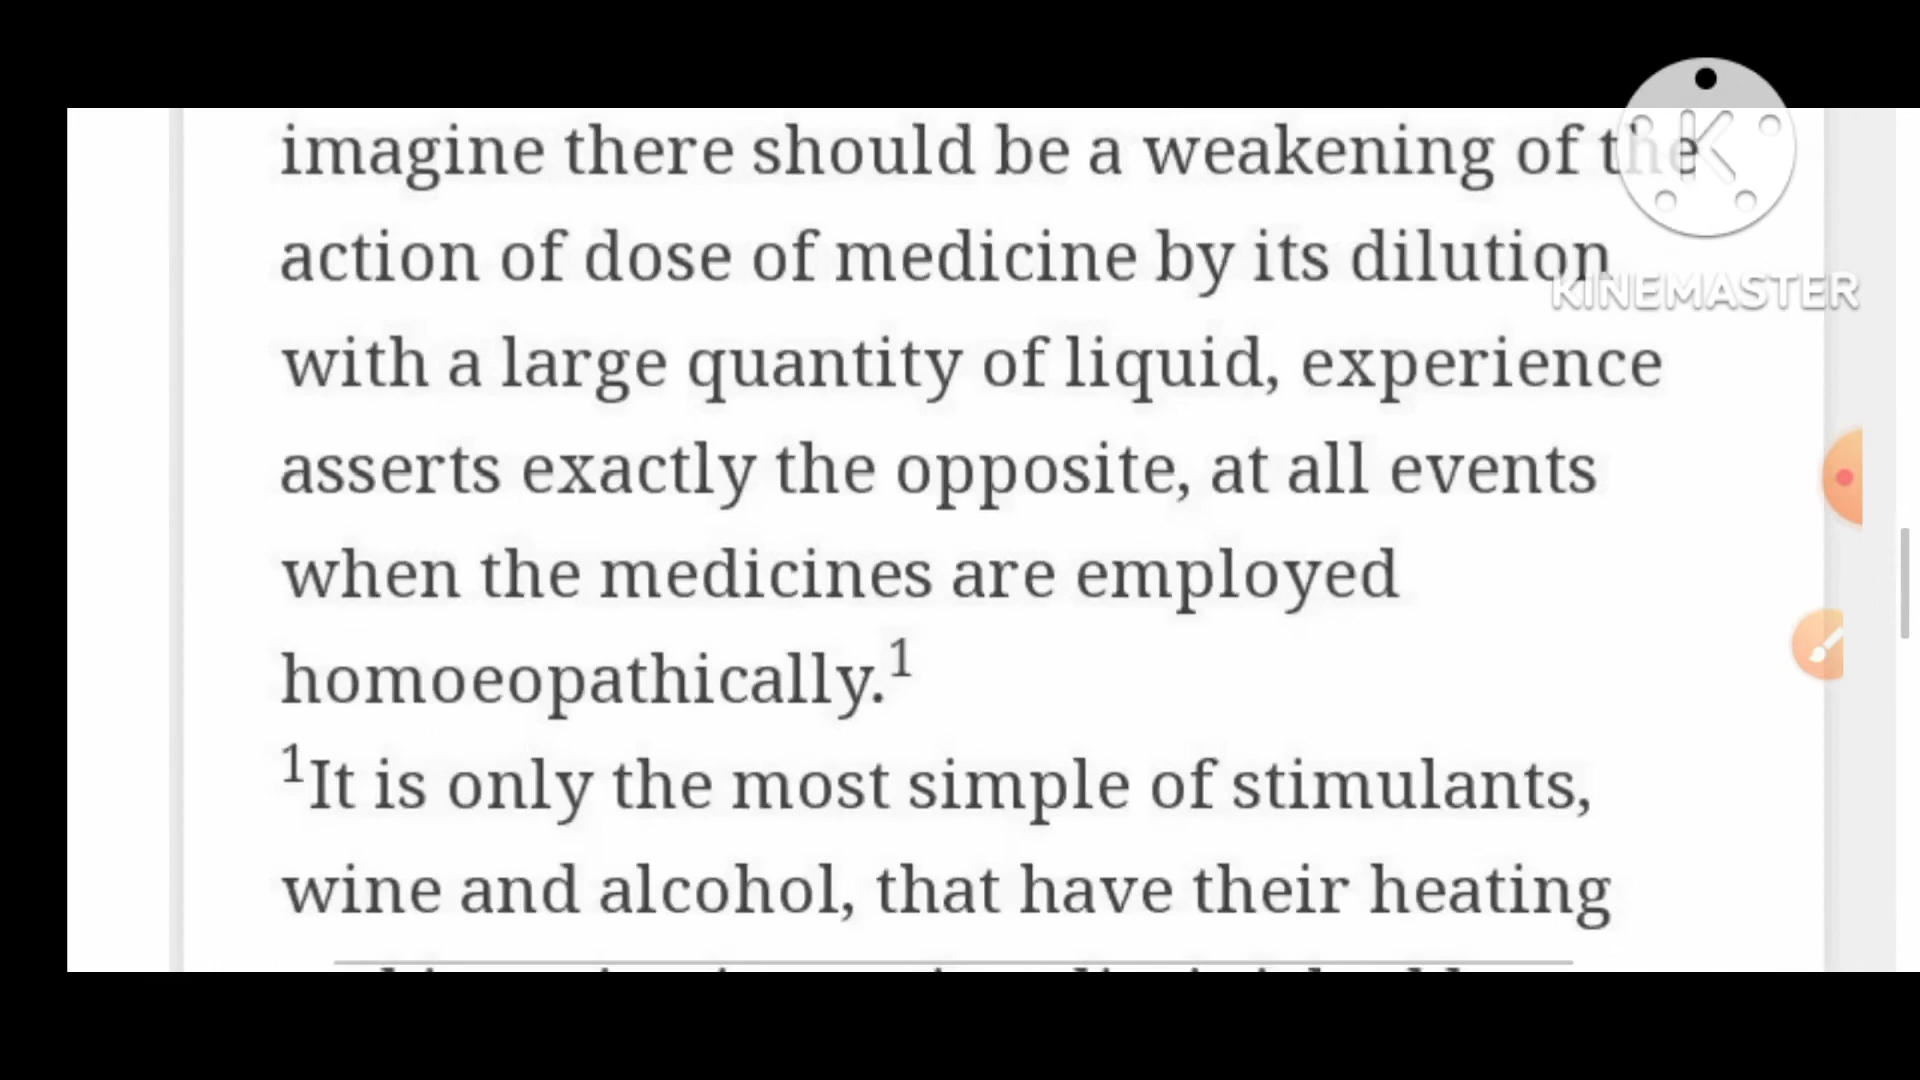 imagine there should be a weakening of the
action of dose of medicine by its dilution
with a large quantity of liquid, experience
asserts exactly the opposite, at all events
when the medicines are employed
homoeopathically.¹
¹It is only the most simple of stimulants,
wine and alcohol, that have their heating
K
KINEMASTER